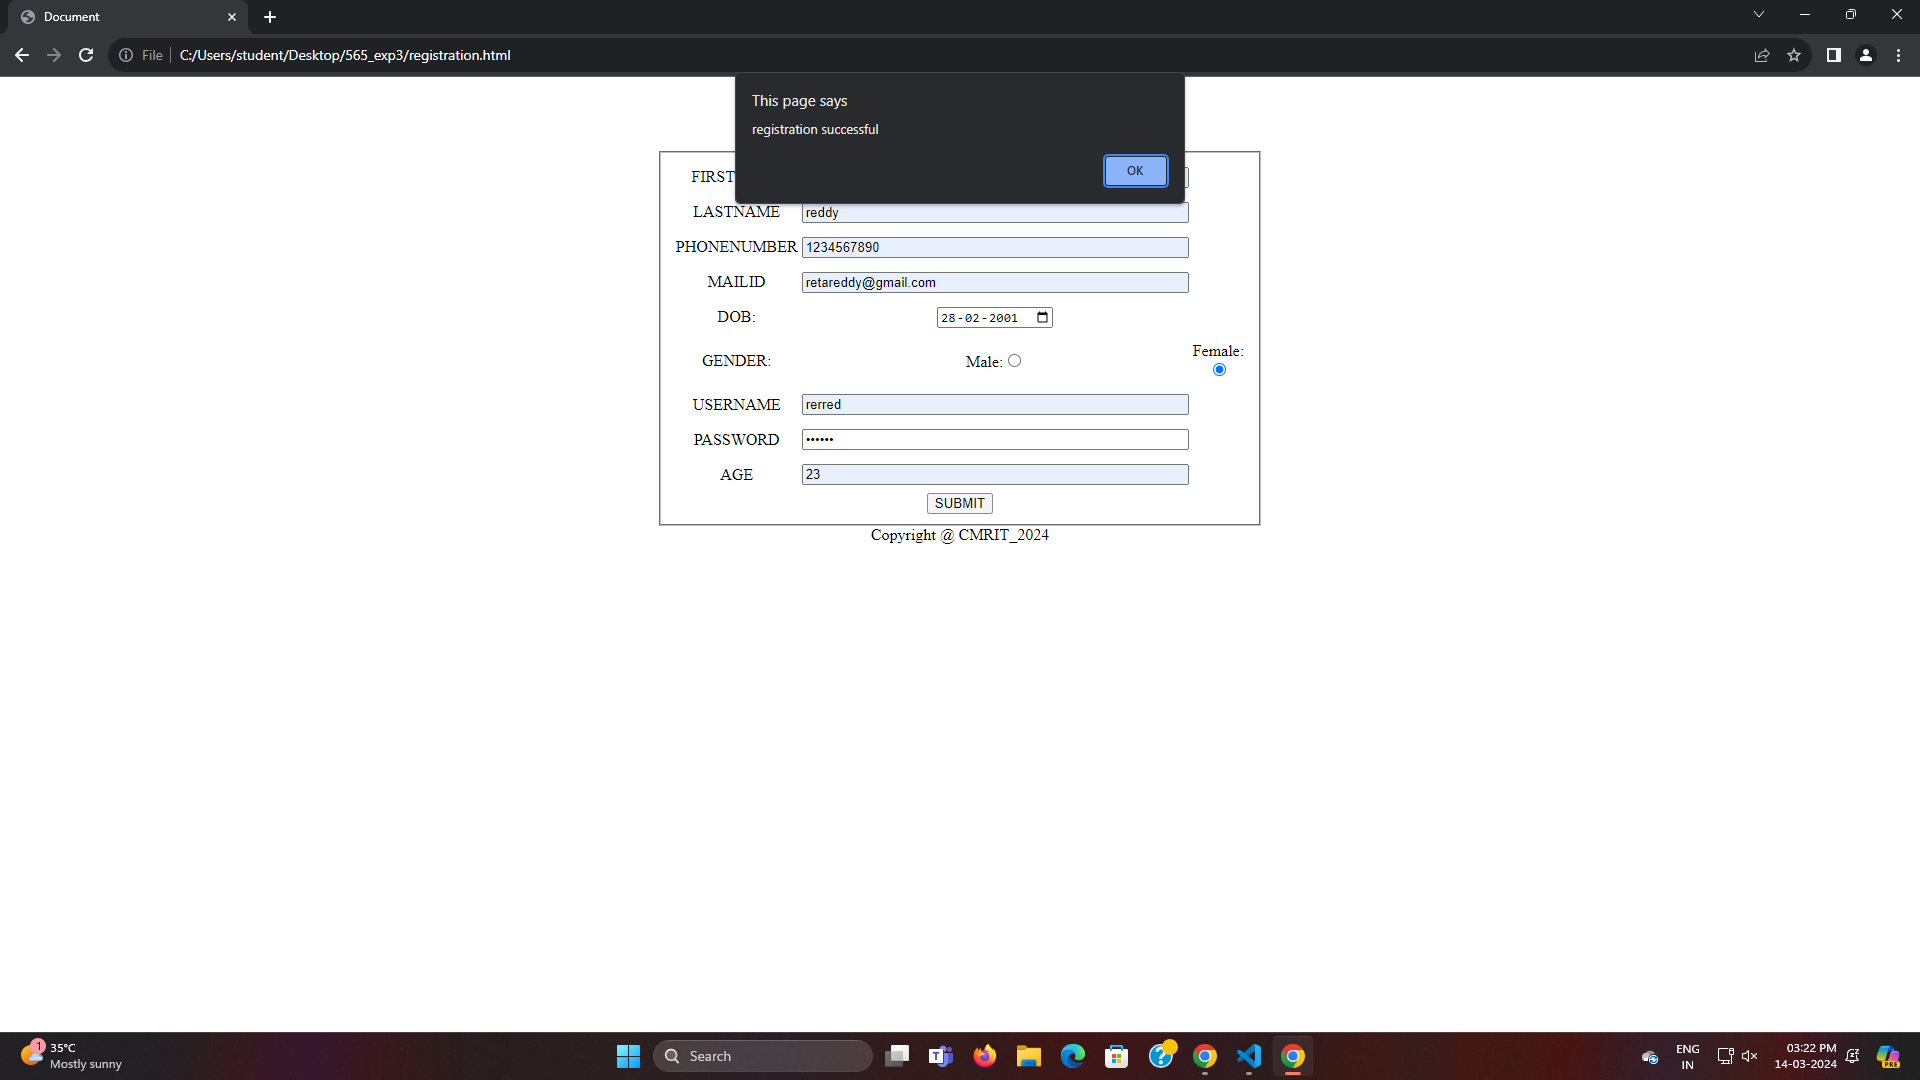 Document
File
C:/Users/student/Desktop/565_exp3/registration.html
This page says
registration successful
OK
FIRST
LASTNAME reddy
PHONENUMBER 1234567890
MAILID retareddy@gmail.com
DOB: 28-02-2001
GENDER: Male: Female:
USERNAME rerred
PASSWORD ••••••
AGE 23
SUBMIT
Copyright @ CMRIT_2024
1
35°C
Mostly sunny
Search
ENG
IN
03:22 PM
14-03-2024
PRE